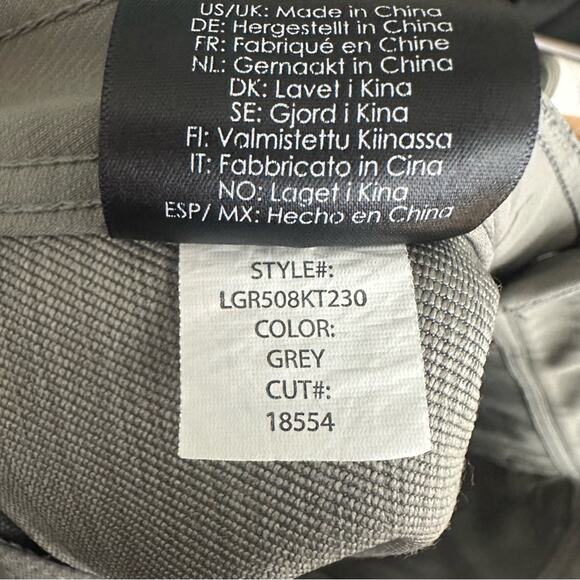 US/UK: Made in China
DE: Hergestellt in China
FR: Fabriqué en Chine
NL: Gemaakt in China
DK: Lavet i Kina
SE: Gjord i Kina
FI: Valmistettu Kiinassa
IT: Fabbricato in Cina
NO: Laget i Kina
ESP/ MX: Hecho en China
STYLE#:
LGR508KT230
COLOR:
GREY
CUT#:
18554